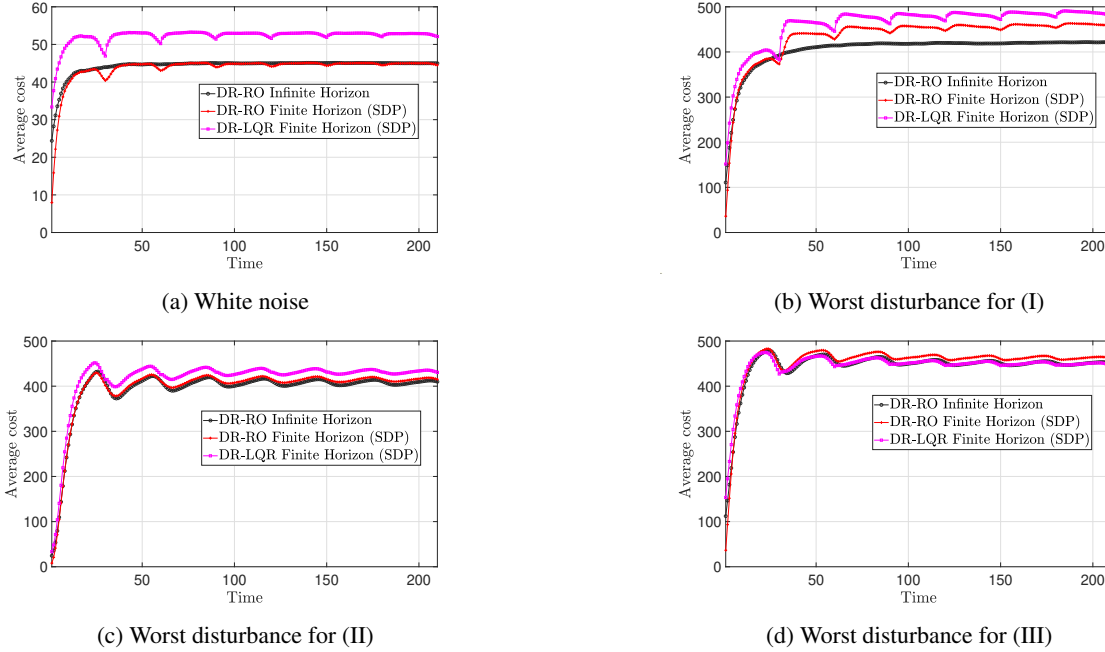 60
50
40
30
20
10
0
Average cost
DR-RO Infinite Horizon
DR-RO Finite Horizon (SDP)
DR-LQR Finite Horizon (SDP)
50 100 150 200
Time
(a) White noise
500
400
300
200
100
0
Average cost
DR-RO Infinite Horizon
DR-RO Finite Horizon (SDP)
DR-LQR Finite Horizon (SDP)
50 100 150 200
Time
(b) Worst disturbance for (I)
500
400
300
200
100
0
Average cost
DR-RO Infinite Horizon
DR-RO Finite Horizon (SDP)
DR-LQR Finite Horizon (SDP)
50 100 150 200
Time
(c) Worst disturbance for (II)
500
400
300
200
100
0
Average cost
DR-RO Infinite Horizon
DR-RO Finite Horizon (SDP)
DR-LQR Finite Horizon (SDP)
50 100 150 200
Time
(d) Worst disturbance for (III)